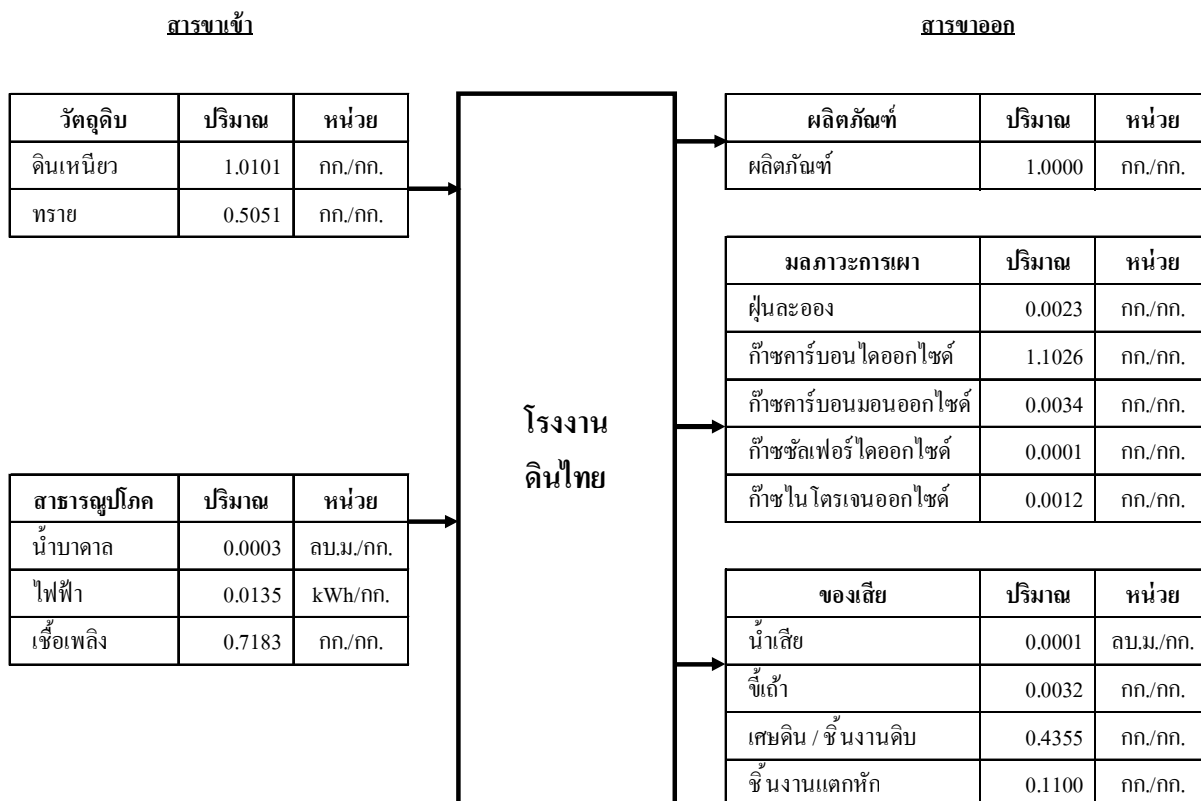 สารขาเข้า
สารขาออก
วัตถุดิบ ปริมาณ หน่วย
ดินเหนียว 1.0101 กก./กก.
ทราย 0.5051 กก./กก.
สาธารณูปโภค ปริมาณ หน่วย
น้ำบาดาล 0.0003 ลบ.ม./กก.
ไฟฟ้า 0.0135 kWh/กก.
เชื้อเพลิง 0.7183 กก./กก.
โรงงาน
ดินไทย
ผลิตภัณฑ์ ปริมาณ หน่วย
ผลิตภัณฑ์ 1.0000 กก./กก.
มลภาวะการเผา ปริมาณ หน่วย
ฝุ่นละออง 0.0023 กก./กก.
ก๊าซคาร์บอนไดออกไซด์ 1.1026 กก./กก.
ก๊าซคาร์บอนมอนออกไซด์ 0.0034 กก./กก.
ก๊าซซัลเฟอร์ไดออกไซด์ 0.0001 กก./กก.
ก๊าซไนโตรเจนออกไซด์ 0.0012 กก./กก.
ของเสีย ปริมาณ หน่วย
น้ำเสีย 0.0001 ลบ.ม./กก.
ขี้เถ้า 0.0032 กก./กก.
เศษดิน / ชิ้นงานดิบ 0.4355 กก./กก.
ชิ้นงานแตกหัก 0.1100 กก./กก.